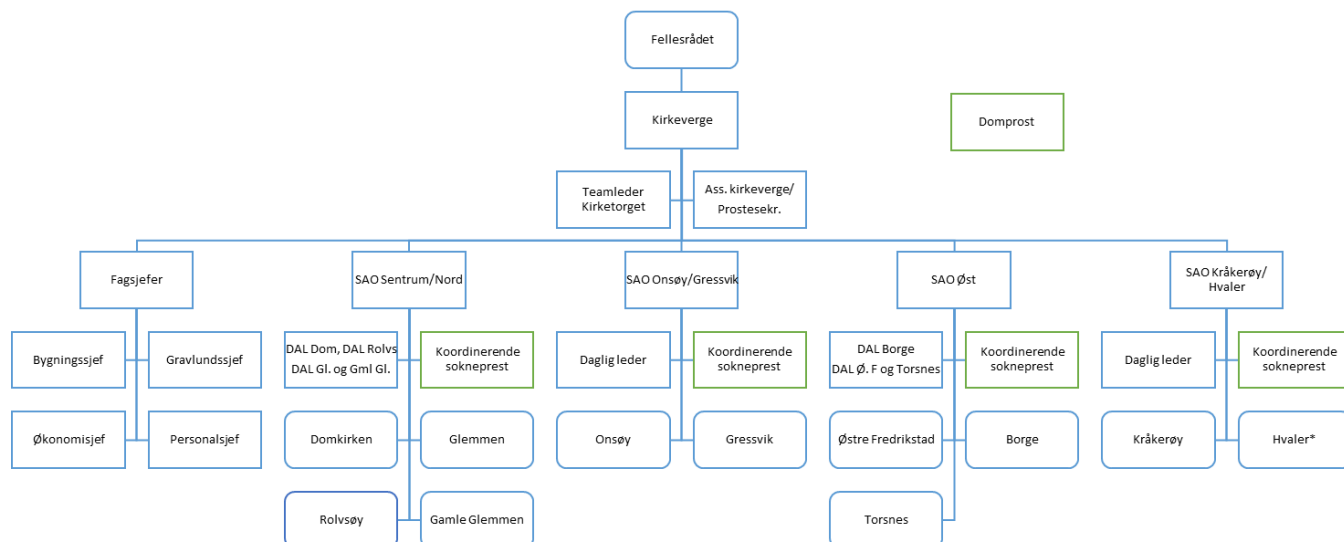 Fellesrådet
Kirkeverge
Domprost
Teamleder
Kirketorget
Ass. kirkeverge/
Prostesekr.
Fagsjefer
SAO Sentrum/Nord
SAO Onsøy/Gressvik
SAO Øst
SAO Kråkerøy/
Hvaler
Bygningssjef
Gravlundssjef
DAL Dom, DAL Rolvs
DAL Gl. og Gml Gl.
Koordinerende
sokneprest
Daglig leder
Koordinerende
sokneprest
DAL Borge
DAL Ø. F og Torsnes
Koordinerende
sokneprest
Daglig leder
Koordinerende
sokneprest
Økonomisjef
Personalsjef
Domkirken
Glemmen
Onsøy
Gressvik
Østre Fredrikstad
Borge
Kråkerøy
Hvaler*
Rolvsøy
Gamle Glemmen
Torsnes